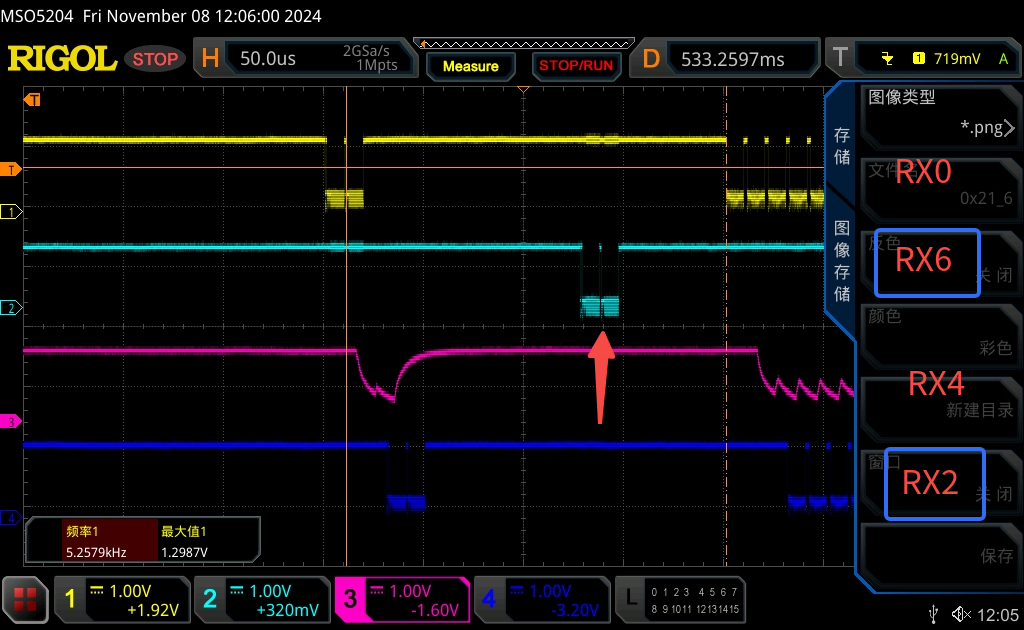 MSO5204 Fri November 08 12:06:00 2024
RIGOL STOP H 50.0us 2GSa/s 1Mpts Measure STOP/RUN D 533.2597ms T 1 719mV A
T
图像类型
*.png
存储
文件名
RX0
0x21_6
图像存储
反色
RX6
关闭
颜色
彩色
RX4
新建目录
窗口
RX2
关闭
保存
T
1
2
3
4
频率1 最大值1
5.2579kHz 1.2987V
1 1.00V +1.92V
2 1.00V +320mV
3 1.00V -1.60V
4 1.00V -3.20V
L 0 1 2 3 4 5 6 7
8 9 10 11 12 13 14 15
12:05